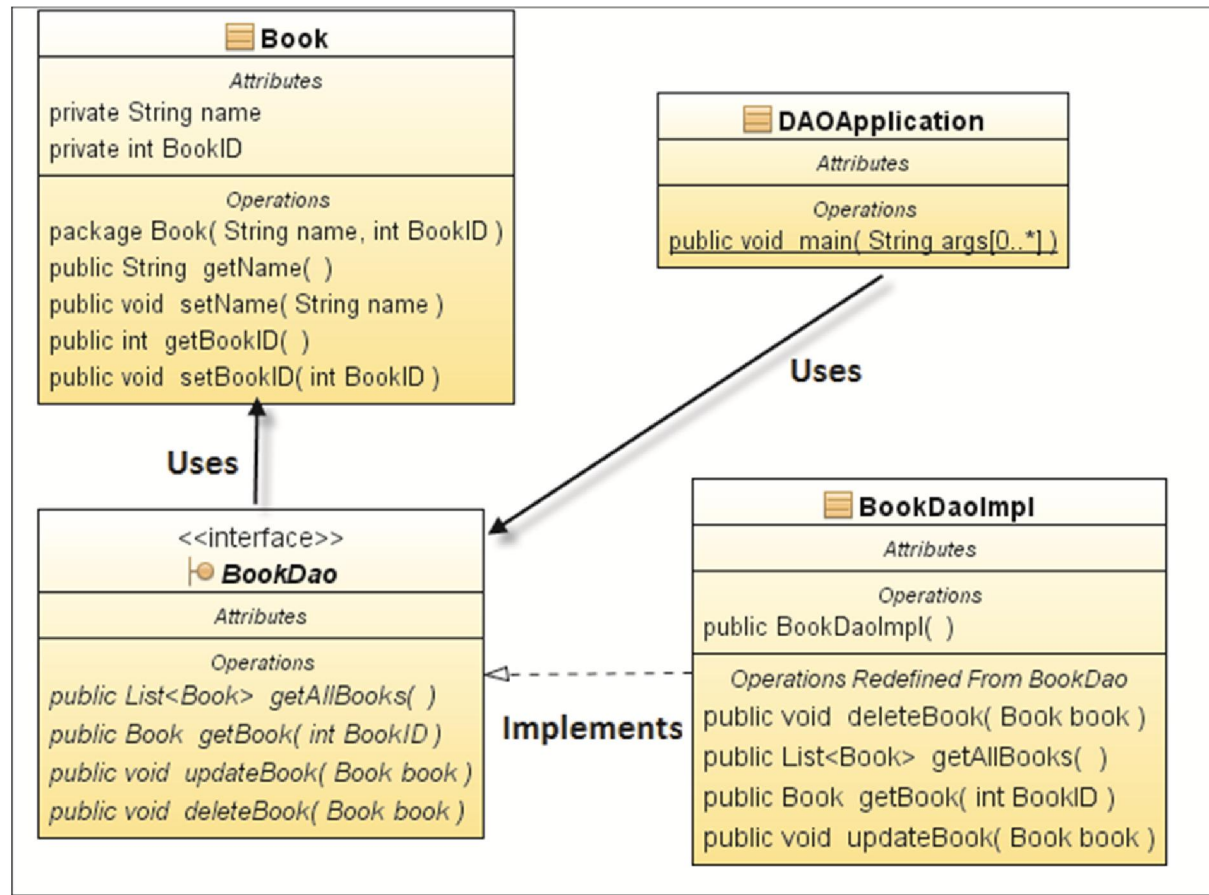 Book
Attributes
private String name
private int BookID
Operations
package Book( String name, int BookID )
public String  getName(  )
public void  setName( String name )
public int  getBookID(  )
public void  setBookID( int BookID )
DAOApplication
Attributes
Operations
public void  main( String args[0..*] )
Uses
Uses
<<interface>>
BookDao
Attributes
Operations
public List<Book>  getAllBooks(  )
public Book  getBook( int BookID )
public void  updateBook( Book book )
public void  deleteBook( Book book )
Implements
BookDaoImpl
Attributes
Operations
public BookDaoImpl(  )
Operations Redefined From BookDao
public void  deleteBook( Book book )
public List<Book>  getAllBooks(  )
public Book  getBook( int BookID )
public void  updateBook( Book book )